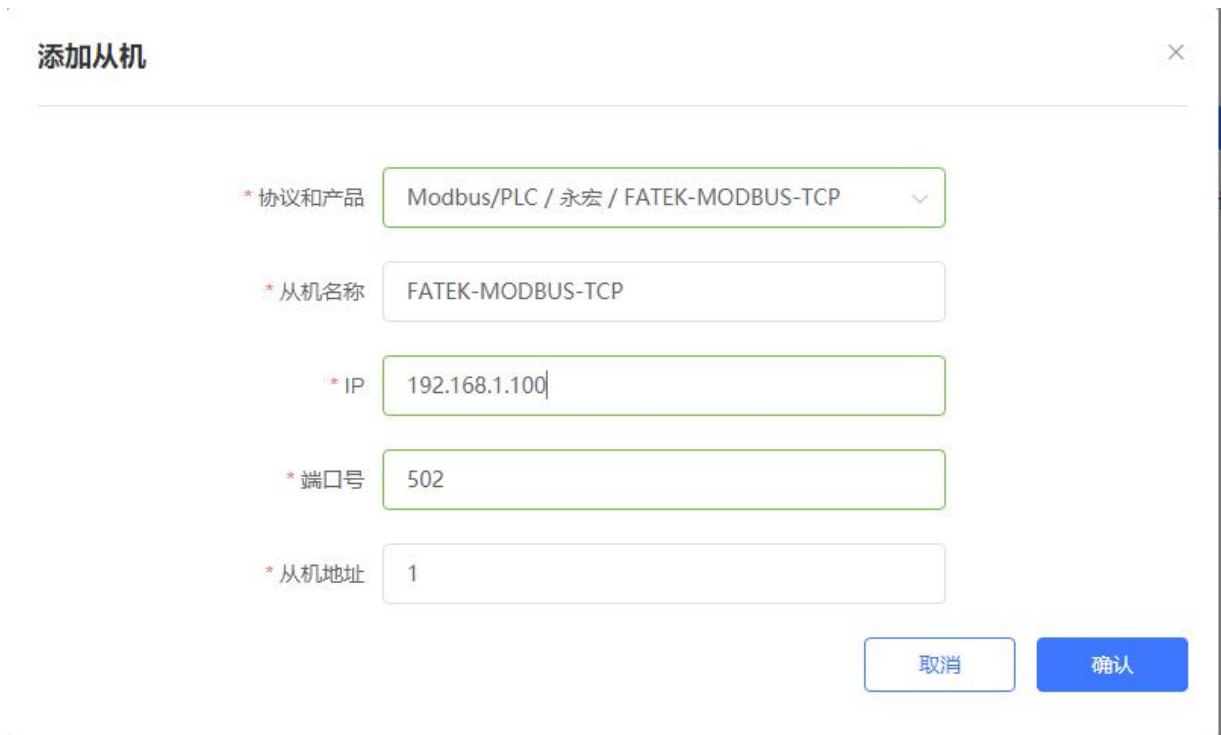 添加从机
* 协议和产品 Modbus/PLC / 永宏 / FATEK-MODBUS-TCP
* 从机名称 FATEK-MODBUS-TCP
* IP 192.168.1.100
* 端口号 502
* 从机地址 1
取消 确认